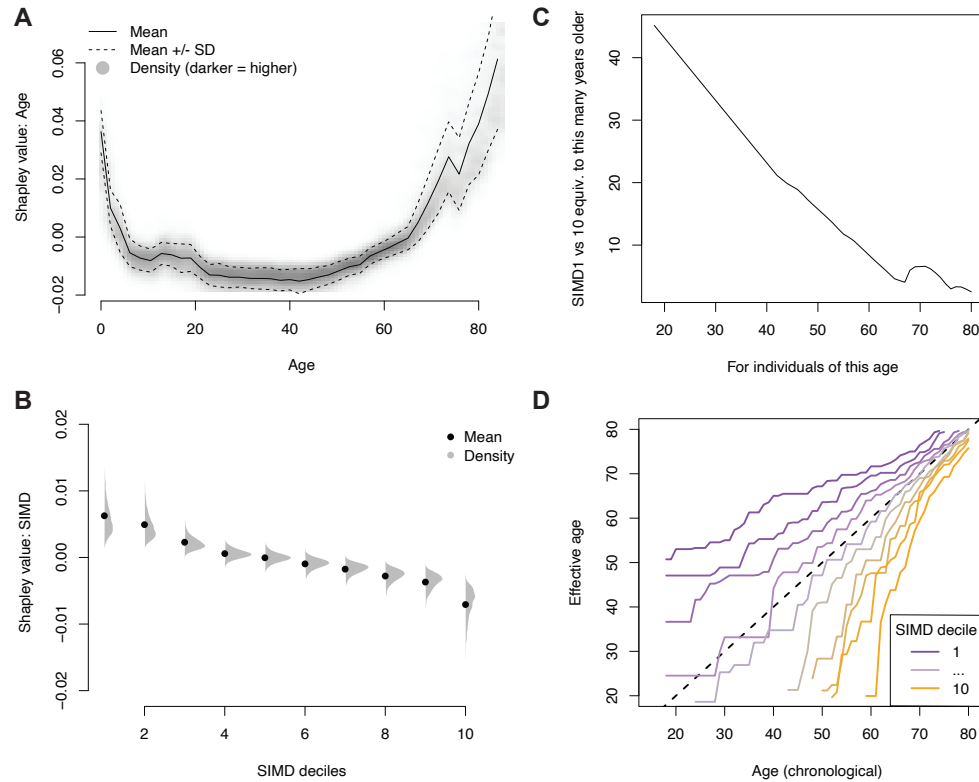 A
Mean
Mean +/- SD
Density (darker = higher)
Shapley value: Age
0.06
0.04
0.02
0.00
−0.02
0 20 40 60 80
Age
C
SIMD1 vs 10 equiv. to this many years older
40
30
20
10
20 30 40 50 60 70 80
For individuals of this age
B
Mean
Density
Shapley value: SIMD
0.02
0.01
0.00
−0.01
−0.02
2 4 6 8 10
SIMD deciles
D
Effective age
80
70
60
50
40
30
20
SIMD decile
1
...
10
20 30 40 50 60 70 80
Age (chronological)